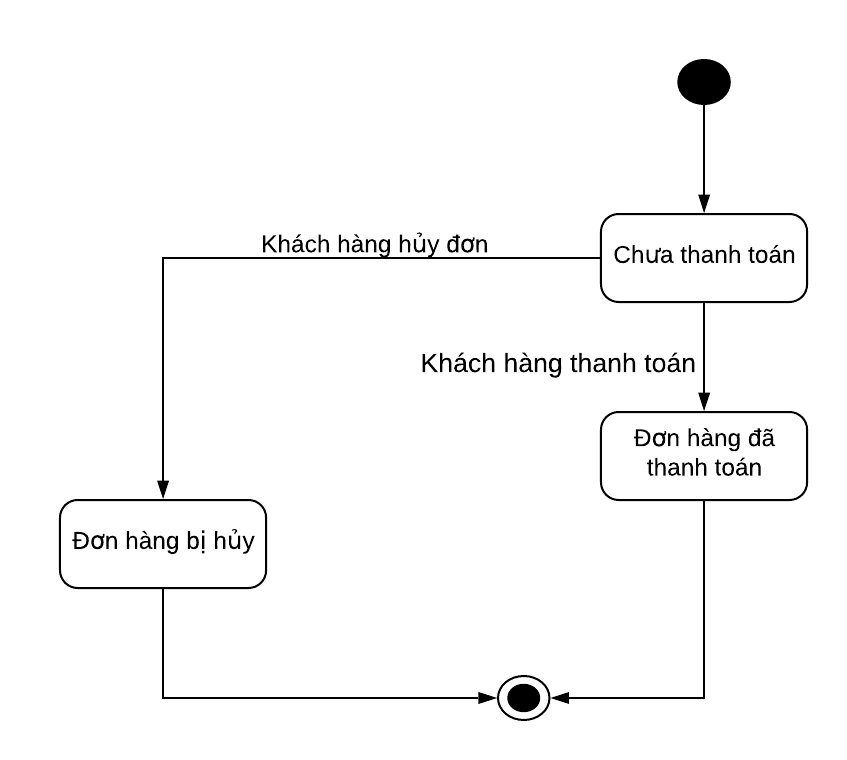 Khách hàng hủy đơn
Chưa thanh toán
Khách hàng thanh toán
Đơn hàng đã
thanh toán
Đơn hàng bị hủy